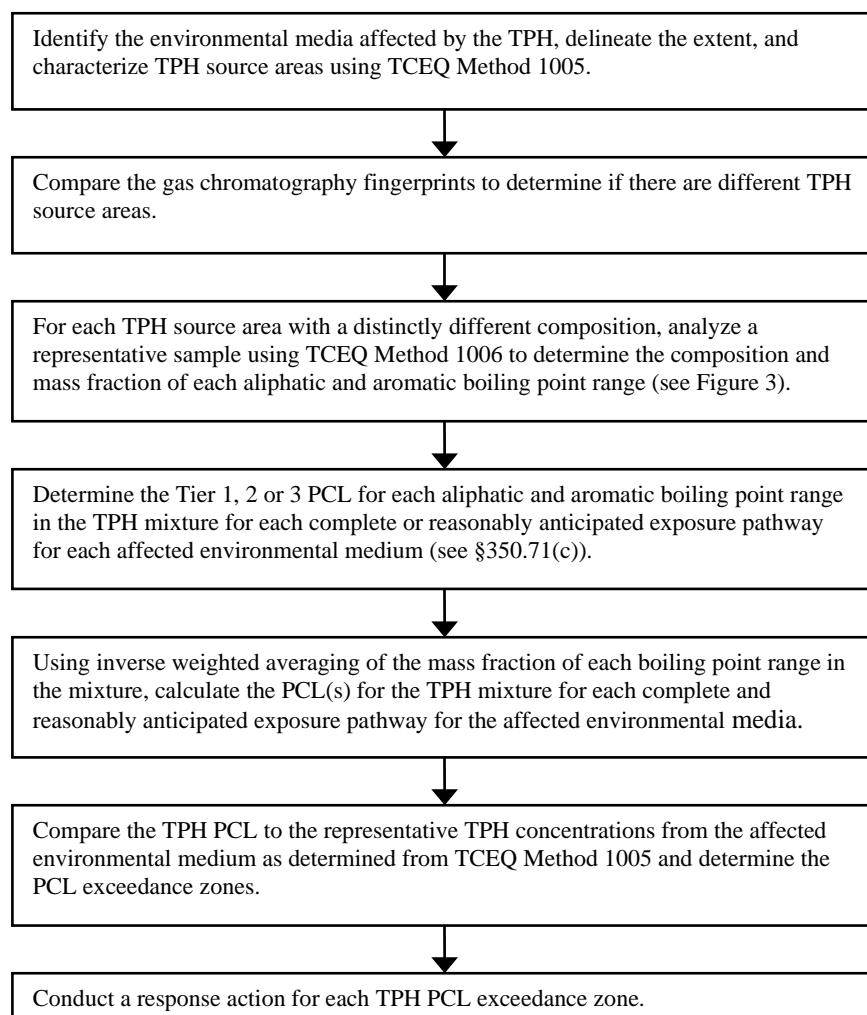 Identify the environmental media affected by the TPH, delineate the extent, and
characterize TPH source areas using TCEQ Method 1005.
Compare the gas chromatography fingerprints to determine if there are different TPH
source areas.
For each TPH source area with a distinctly different composition, analyze a
representative sample using TCEQ Method 1006 to determine the composition and
mass fraction of each aliphatic and aromatic boiling point range (see Figure 3).
Determine the Tier 1, 2 or 3 PCL for each aliphatic and aromatic boiling point range
in the TPH mixture for each complete or reasonably anticipated exposure pathway
for each affected environmental medium (see §350.71(c)).
Using inverse weighted averaging of the mass fraction of each boiling point range in
the mixture, calculate the PCL(s) for the TPH mixture for each complete and
reasonably anticipated exposure pathway for the affected environmental media.
Compare the TPH PCL to the representative TPH concentrations from the affected
environmental medium as determined from TCEQ Method 1005 and determine the
PCL exceedance zones.
Conduct a response action for each TPH PCL exceedance zone.